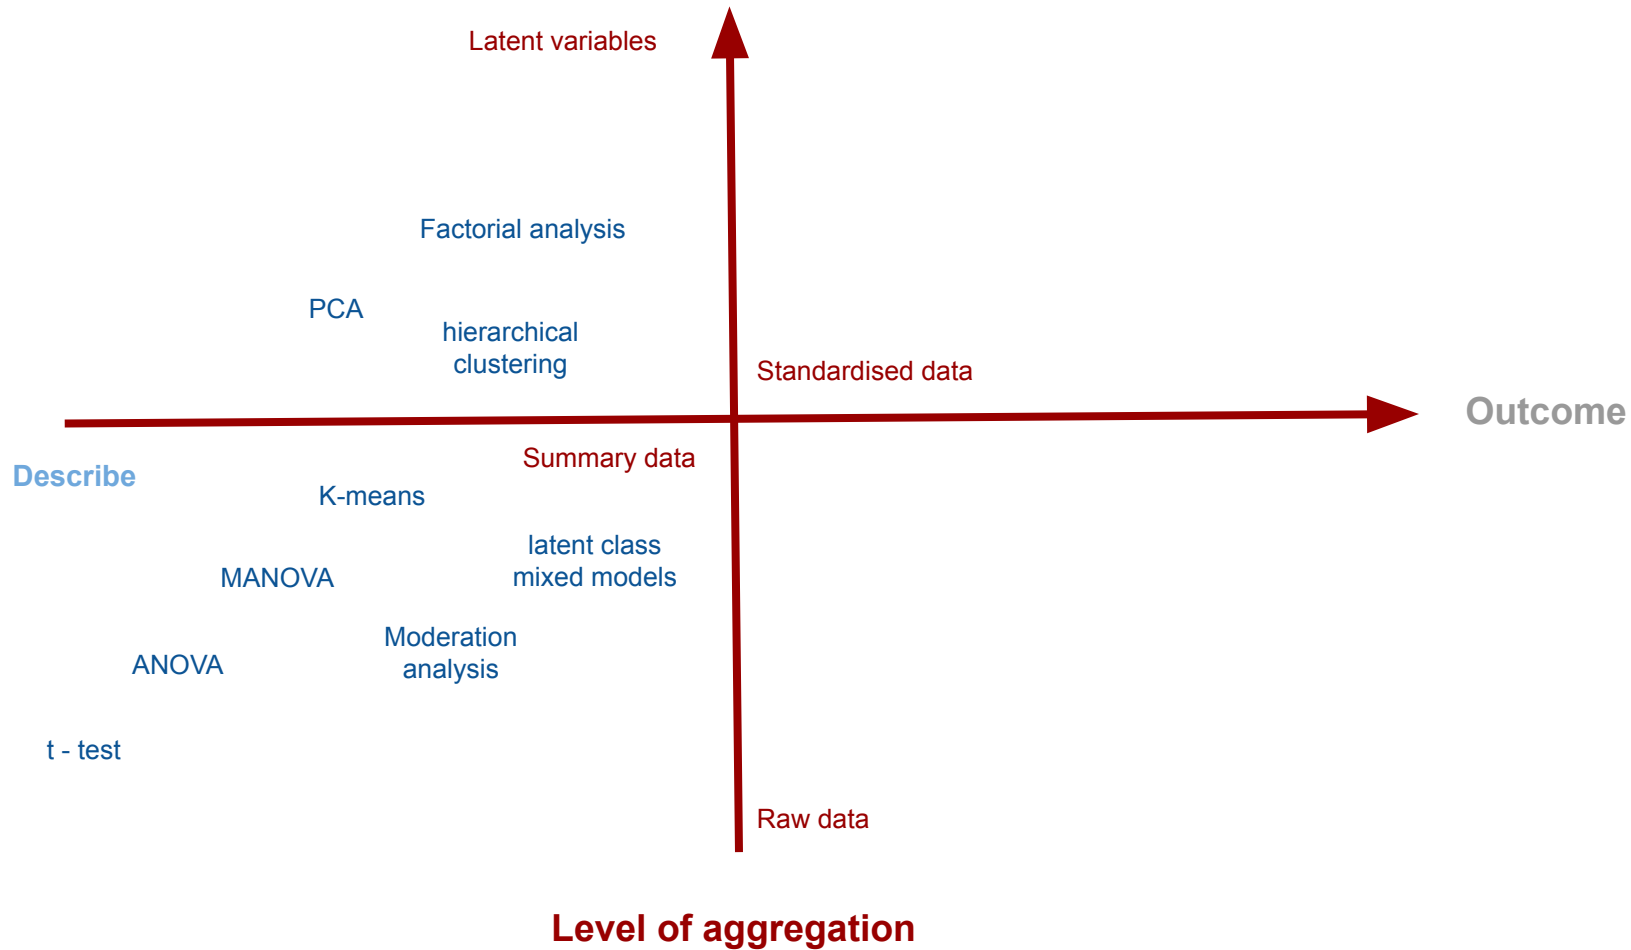 Latent variables
Factorial analysis
PCA
hierarchical
clustering
Standardised data
Outcome
Summary data
Describe
K-means
latent class
mixed models
MANOVA
Moderation
analysis
ANOVA
t - test
Raw data
Level of aggregation